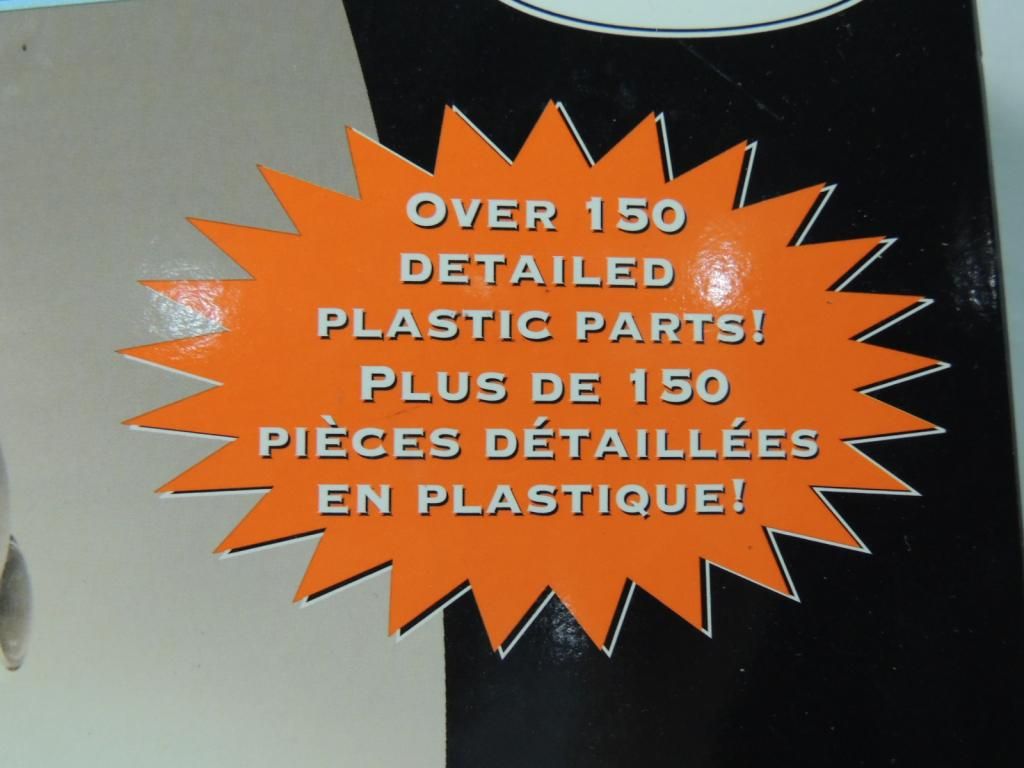 OVER 150
DETAILED
PLASTIC PARTS!
PLUS DE 150
PIÈCES DÉTAILLÉES
EN PLASTIQUE!